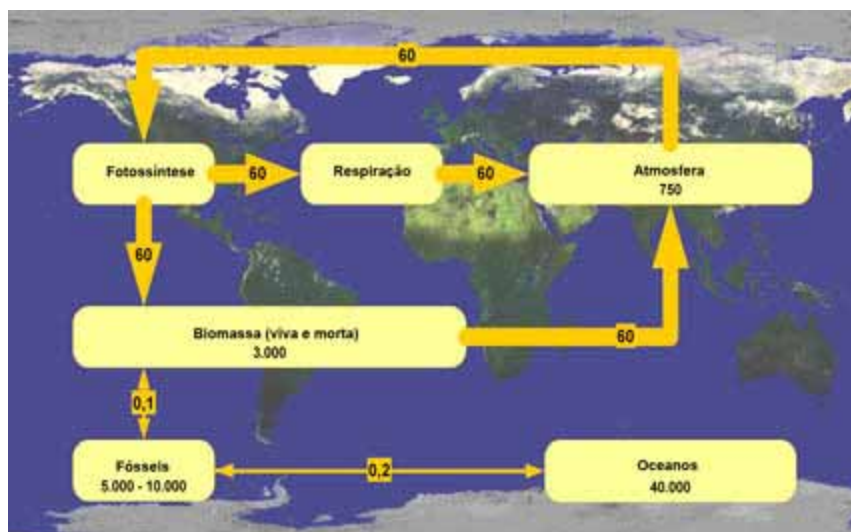 60
Fotossíntese
60
Respiração
60
Atmosfera
750
60
Biomassa (viva e morta)
3.000
60
0,1
Fósseis
5.000 - 10.000
0,2
Oceanos
40.000